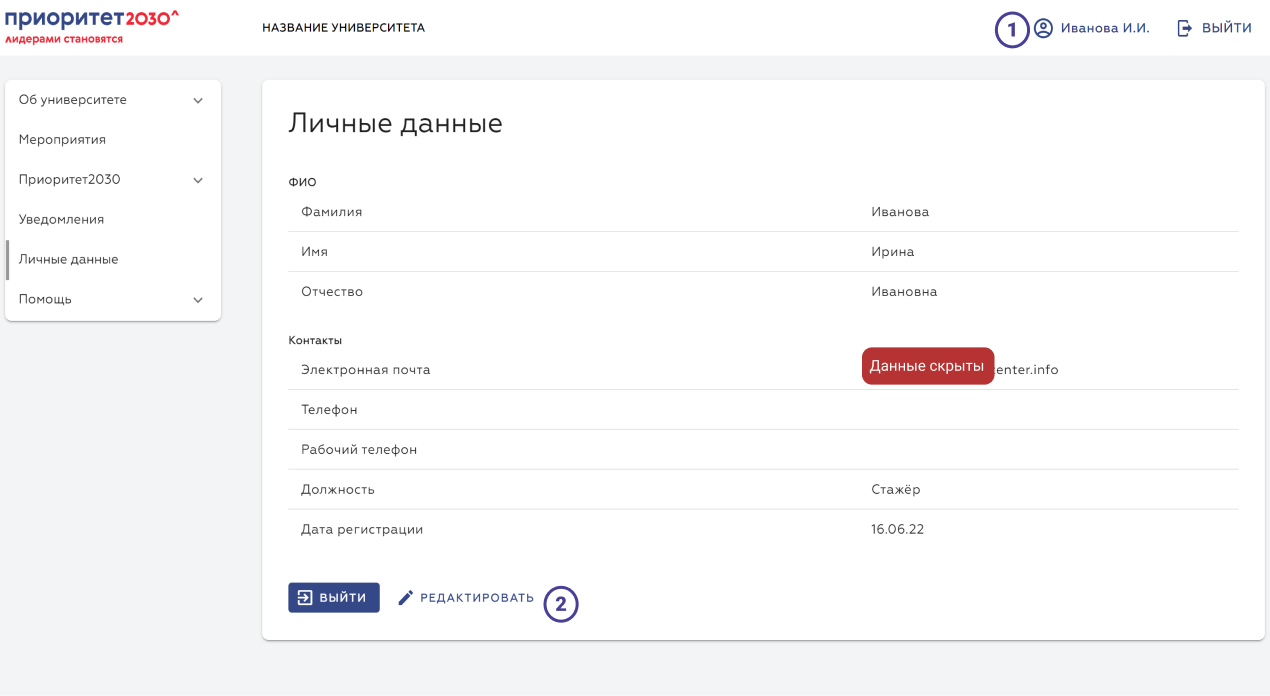 приоритет2030^
лидерами становятся
НАЗВАНИЕ УНИВЕРСИТЕТА
1 Иванова И.И. ВЫЙТИ
Об университете
Мероприятия
Приоритет2030
Уведомления
Личные данные
Помощь
Личные данные
ФИО
Фамилия Иванова
Имя Ирина
Отчество Ивановна
Контакты
Электронная почта Данные скрыты enter.info
Телефон
Рабочий телефон
Должность Стажёр
Дата регистрации 16.06.22
ВЫЙТИ РЕДАКТИРОВАТЬ 2